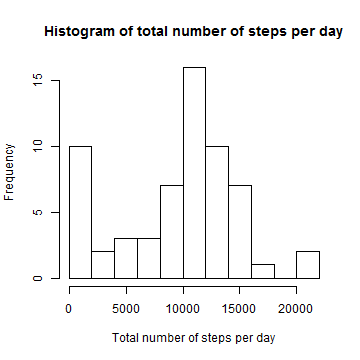 Histogram of total number of steps per day
Frequency
15
10
5
0
0 5000 10000 15000 20000
Total number of steps per day